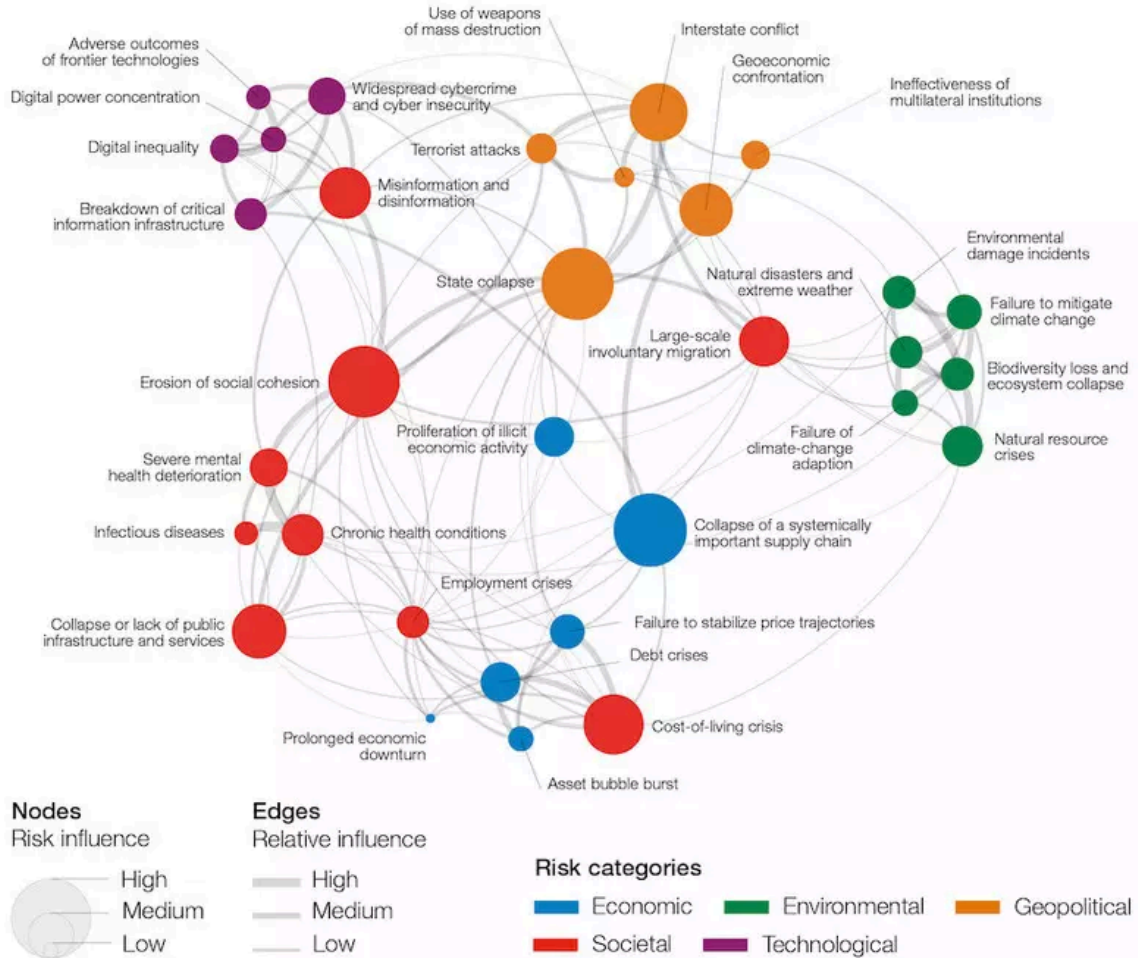 Use of weapons
of mass destruction
Interstate conflict
Adverse outcomes
of frontier technologies
Geoeconomic
confrontation
Ineffectiveness of
multilateral institutions
Digital power concentration
Widespread cybercrime
and cyber insecurity
Digital inequality
Terrorist attacks
Misinformation and
disinformation
Breakdown of critical
information infrastructure
Environmental
damage incidents
State collapse
Natural disasters and
extreme weather
Failure to mitigate
climate change
Large-scale
involuntary migration
Erosion of social cohesion
Biodiversity loss and
ecosystem collapse
Proliferation of illicit
economic activity
Failure of
climate-change
adaption
Natural resource
crises
Severe mental
health deterioration
Infectious diseases
Chronic health conditions
Collapse of a systemically
important supply chain
Employment crises
Collapse or lack of public
infrastructure and services
Failure to stabilize price trajectories
Debt crises
Cost-of-living crisis
Prolonged economic
downturn
Asset bubble burst
Nodes
Risk influence
High
Medium
Low
Edges
Relative influence
High
Medium
Low
Risk categories
Economic
Environmental
Geopolitical
Societal
Technological